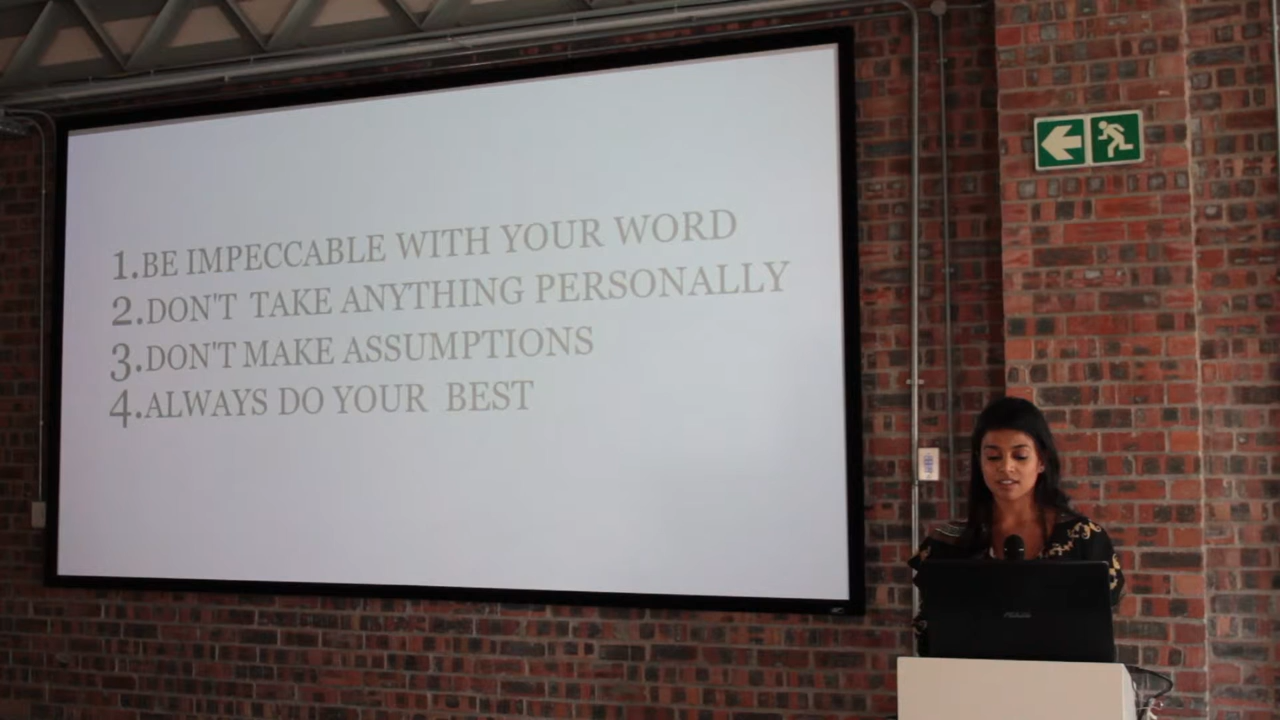 1.BE IMPECCABLE WITH YOUR WORD
2.DON'T TAKE ANYTHING PERSONALLY
3.DON'T MAKE ASSUMPTIONS
4.ALWAYS DO YOUR BEST